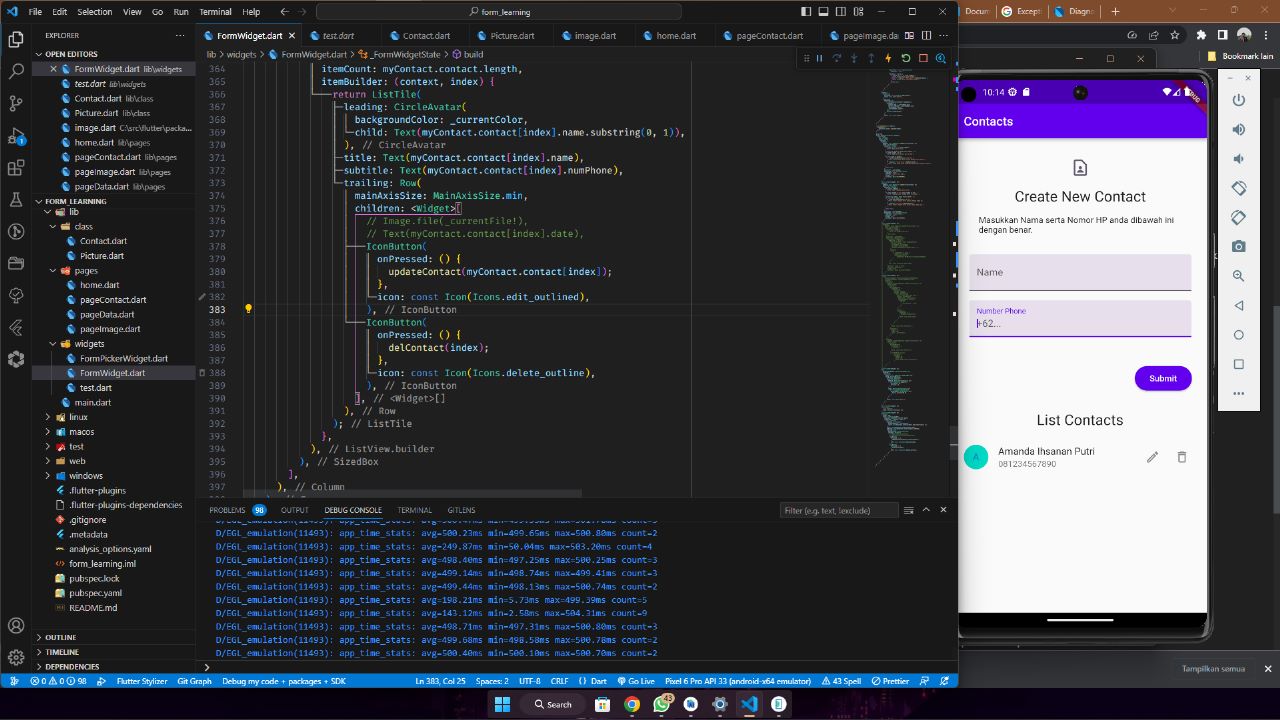 File Edit Selection View Go Run Terminal Help
form_learning
Docum
Excepti
Diagno
Bookmark lain
EXPLORER
OPEN EDITORS
FormWidget.dart lib\widgets
test.dart lib\widgets
Contact.dart lib\class
Picture.dart lib\class
image.dart C:\src\flutter\packa...
home.dart lib\pages
pageContact.dart lib\pages
pageImage.dart lib\pages
pageData.dart lib\pages
FORM_LEARNING
lib
class
Contact.dart
Picture.dart
pages
home.dart
pageContact.dart
pageData.dart
pageImage.dart
widgets
FormPickerWidget.dart
FormWidget.dart
test.dart
main.dart
linux
macos
test
web
windows
.flutter-plugins
.flutter-plugins-dependencies
.gitignore
.metadata
analysis_options.yaml
form_learning.iml
pubspec.lock
pubspec.yaml
README.md
OUTLINE
TIMELINE
DEPENDENCIES
FormWidget.dart test.dart Contact.dart Picture.dart image.dart home.dart pageContact.dart pageImage.da
lib > widgets > FormWidget.dart > _FormWidgetState > build
364 itemCount: myContact.contact.length,
365 itemBuilder: (context, index) {
366 return ListTile(
367 leading: CircleAvatar(
368 backgroundColor: _currentColor,
369 child: Text(myContact.contact[index].name.substring(0, 1)),
370 ), // CircleAvatar
371 title: Text(myContact.contact[index].name),
372 subtitle: Text(myContact.contact[index].numPhone),
373 trailing: Row(
374 mainAxisSize: MainAxisSize.min,
375 children: <Widget>[
376 // Image.file(_currentFile!),
377 // Text(myContact.contact[index].date),
378 IconButton(
379 onPressed: () {
380 updateContact(myContact.contact[index]);
381 },
382 icon: const Icon(Icons.edit_outlined),
383 ), // IconButton
384 IconButton(
385 onPressed: () {
386 delContact(index);
387 },
388 icon: const Icon(Icons.delete_outline),
389 ), // IconButton
390 ], // <Widget>[]
391 ), // Row
392 ); // ListTile
393 },
394 ), // ListView.builder
395 ), // SizedBox
396 ],
397 ), // Column
PROBLEMS 98 OUTPUT DEBUG CONSOLE TERMINAL GITLENS
Filter (e.g. text, !exclude)
D/EGL_emulation(11493): app_time_stats: avg=500.23ms min=499.65ms max=500.80ms count=2
D/EGL_emulation(11493): app_time_stats: avg=249.87ms min=50.04ms max=503.20ms count=4
D/EGL_emulation(11493): app_time_stats: avg=498.40ms min=497.25ms max=500.25ms count=3
D/EGL_emulation(11493): app_time_stats: avg=499.14ms min=498.74ms max=499.41ms count=3
D/EGL_emulation(11493): app_time_stats: avg=499.44ms min=498.13ms max=500.74ms count=2
D/EGL_emulation(11493): app_time_stats: avg=198.21ms min=5.73ms max=499.39ms count=5
D/EGL_emulation(11493): app_time_stats: avg=143.12ms min=2.58ms max=504.31ms count=9
D/EGL_emulation(11493): app_time_stats: avg=498.71ms min=497.31ms max=500.80ms count=3
D/EGL_emulation(11493): app_time_stats: avg=499.68ms min=498.58ms max=500.78ms count=2
D/EGL_emulation(11493): app_time_stats: avg=500.40ms min=500.10ms max=500.70ms count=2
0 98 0 98 Flutter Stylizer Git Graph Debug my code + packages + SDK Ln 383, Col 25 Spaces: 2 UTF-8 CRLF {} Dart Go Live Pixel 6 Pro API 33 (android-x64 emulator) 43 Spell Prettier
10:14
Contacts
Create New Contact
Masukkan Nama serta Nomor HP anda dibawah ini
dengan benar.
Name
Number Phone
+62...
Submit
List Contacts
A
Amanda Ihsanan Putri
081234567890
Tampilkan semua
Search
43